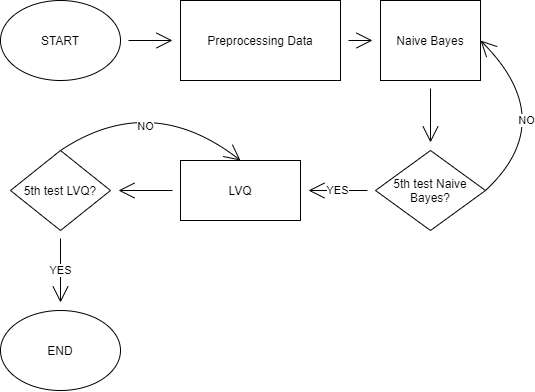 START
Preprocessing Data
Naive Bayes
NO
NO
5th test LVQ?
LVQ
YES
5th test Naive
Bayes?
YES
END